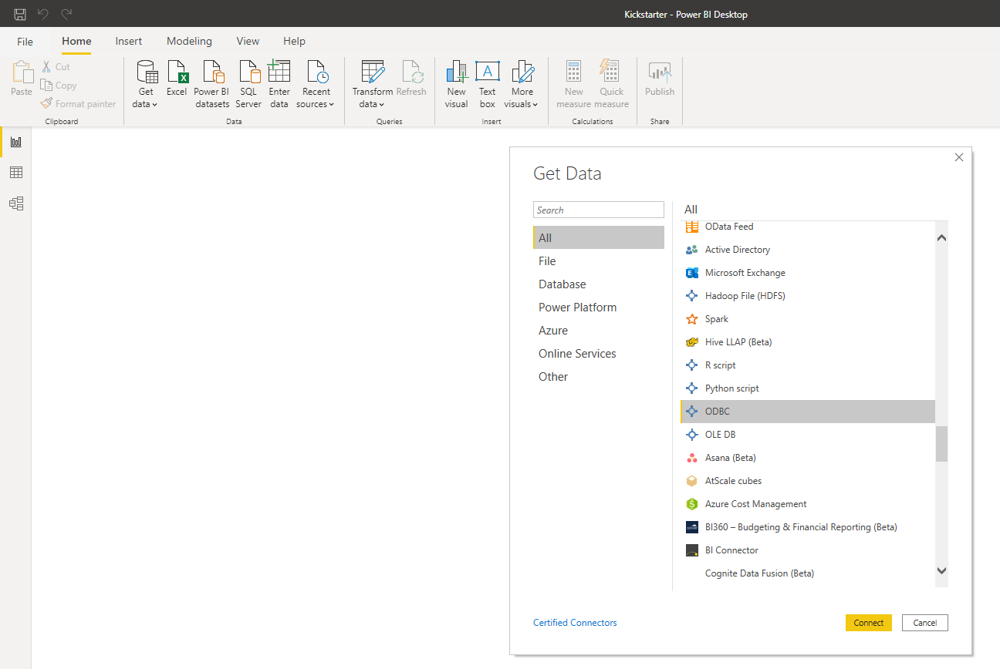 Kickstarter - Power BI Desktop
File Home Insert Modeling View Help
Paste
Cut
Copy
Format painter
Clipboard
Get data
Excel
Power BI datasets
SQL Server
Enter data
Recent sources
Data
Transform data
Refresh
Queries
New visual
Text box
More visuals
Insert
New measure
Quick measure
Calculations
Publish
Share
Get Data
Search
All
File
Database
Power Platform
Azure
Online Services
Other
All
OData Feed
Active Directory
Microsoft Exchange
Hadoop File (HDFS)
Spark
Hive LLAP (Beta)
R script
Python script
ODBC
OLE DB
Asana (Beta)
AtScale cubes
Azure Cost Management
BI360 – Budgeting & Financial Reporting (Beta)
BI Connector
Cognite Data Fusion (Beta)
Certified Connectors
Connect
Cancel